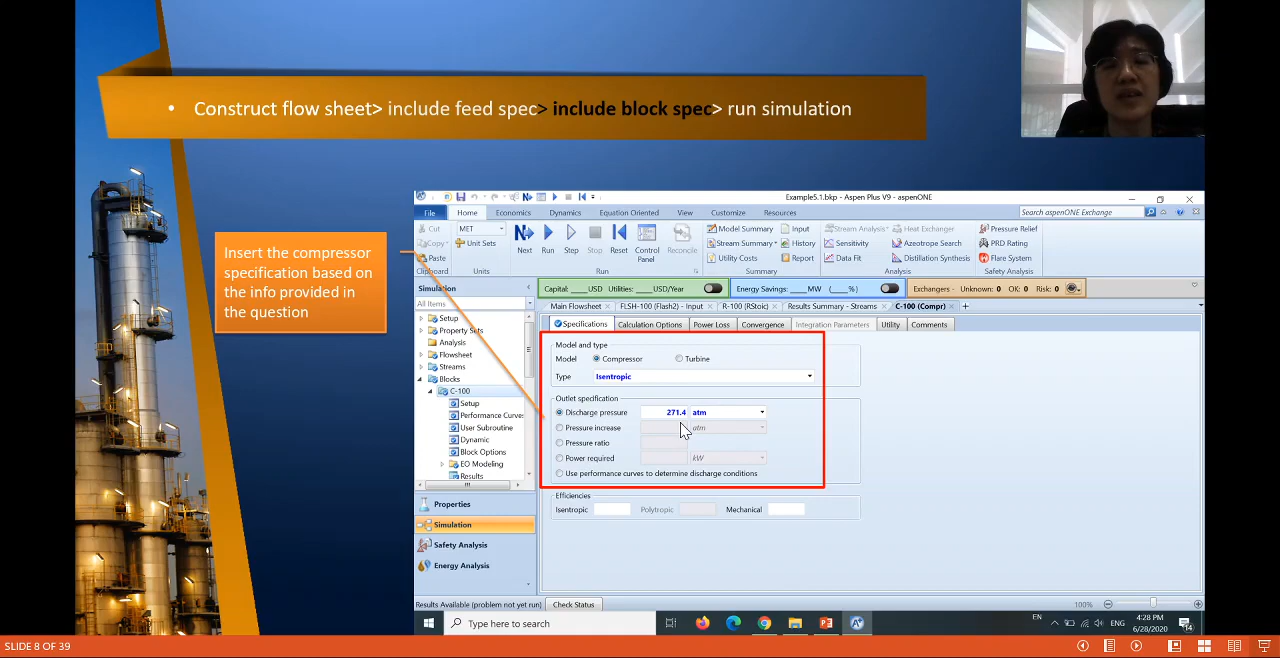 • Construct flow sheet> include feed spec> include block spec> run simulation
Insert the compressor
specification based on
the info provided in
the question
Example5.1.bkp - Aspen Plus V9 - aspenONE
File Home Economics Dynamics Equation Oriented View Customize Resources
Search aspenONE Exchange
Cut
Copy
Paste
Clipboard
MET
Unit Sets
Units
Next Run Step Stop Reset Control Panel Reconcile
Run
Model Summary Input
Stream Summary History
Utility Costs Report
Summary
Stream Analysis Heat Exchanger
Sensitivity Azeotrope Search
Data Fit Distillation Synthesis
Analysis
Pressure Relief
PRD Rating
Flare System
Safety Analysis
Capital: ____USD Utilities: ____USD/Year
Energy Savings: ____MW (___%)
Exchangers - Unknown: 0 OK: 0 Risk: 0
Simulation
All Items
Main Flowsheet FLSH-100 (Flash2) - Input R-100 (RStoic) Results Summary - Streams C-100 (Compr)
Setup
Property Sets
Analysis
Flowsheet
Streams
Blocks
C-100
Setup
Performance Curves
User Subroutine
Dynamic
Block Options
EO Modeling
Results
Properties
Simulation
Safety Analysis
Energy Analysis
Specifications Calculation Options Power Loss Convergence Integration Parameters Utility Comments
Model and type
Model Compressor Turbine
Type Isentropic
Outlet specification
Discharge pressure 271.4 atm
Pressure increase atm
Pressure ratio
Power required kW
Use performance curves to determine discharge conditions
Efficiencies
Isentropic Polytropic Mechanical
Results Available (problem not yet run) Check Status
100%
Type here to search
EN
ENG
4:28 PM
6/28/2020
14
SLIDE 8 OF 39